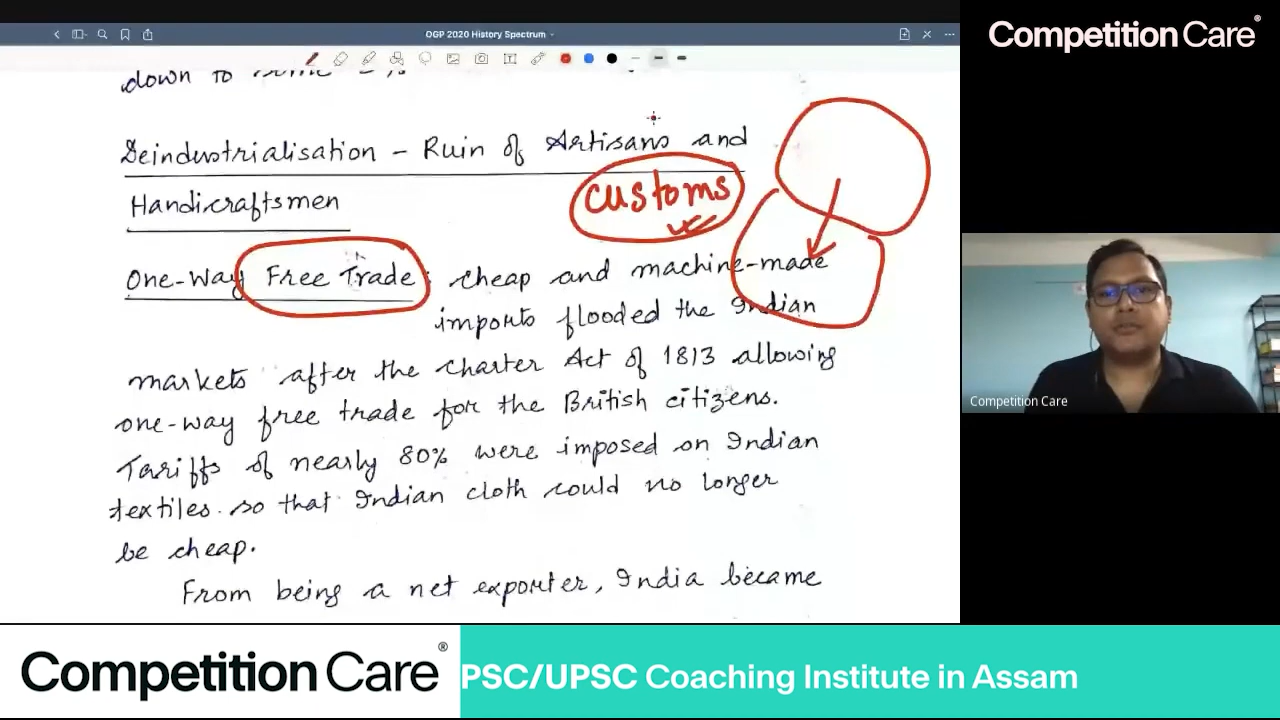 Competition Care
OGP 2020 History Spectrum
down to some
Deindustrialisation - Ruin of Artisans and
Handicraftsmen
customs
One-Way Free Trade : cheap and machine-made
imports flooded the Indian
markets after the Charter Act of 1813 allowing
one-way free trade for the British citizens.
Tariffs of nearly 80% were imposed on Indian
textiles so that Indian cloth could no longer
be cheap.
From being a net exporter, India became
Competition Care
Competition Care®
PSC/UPSC Coaching Institute in Assam